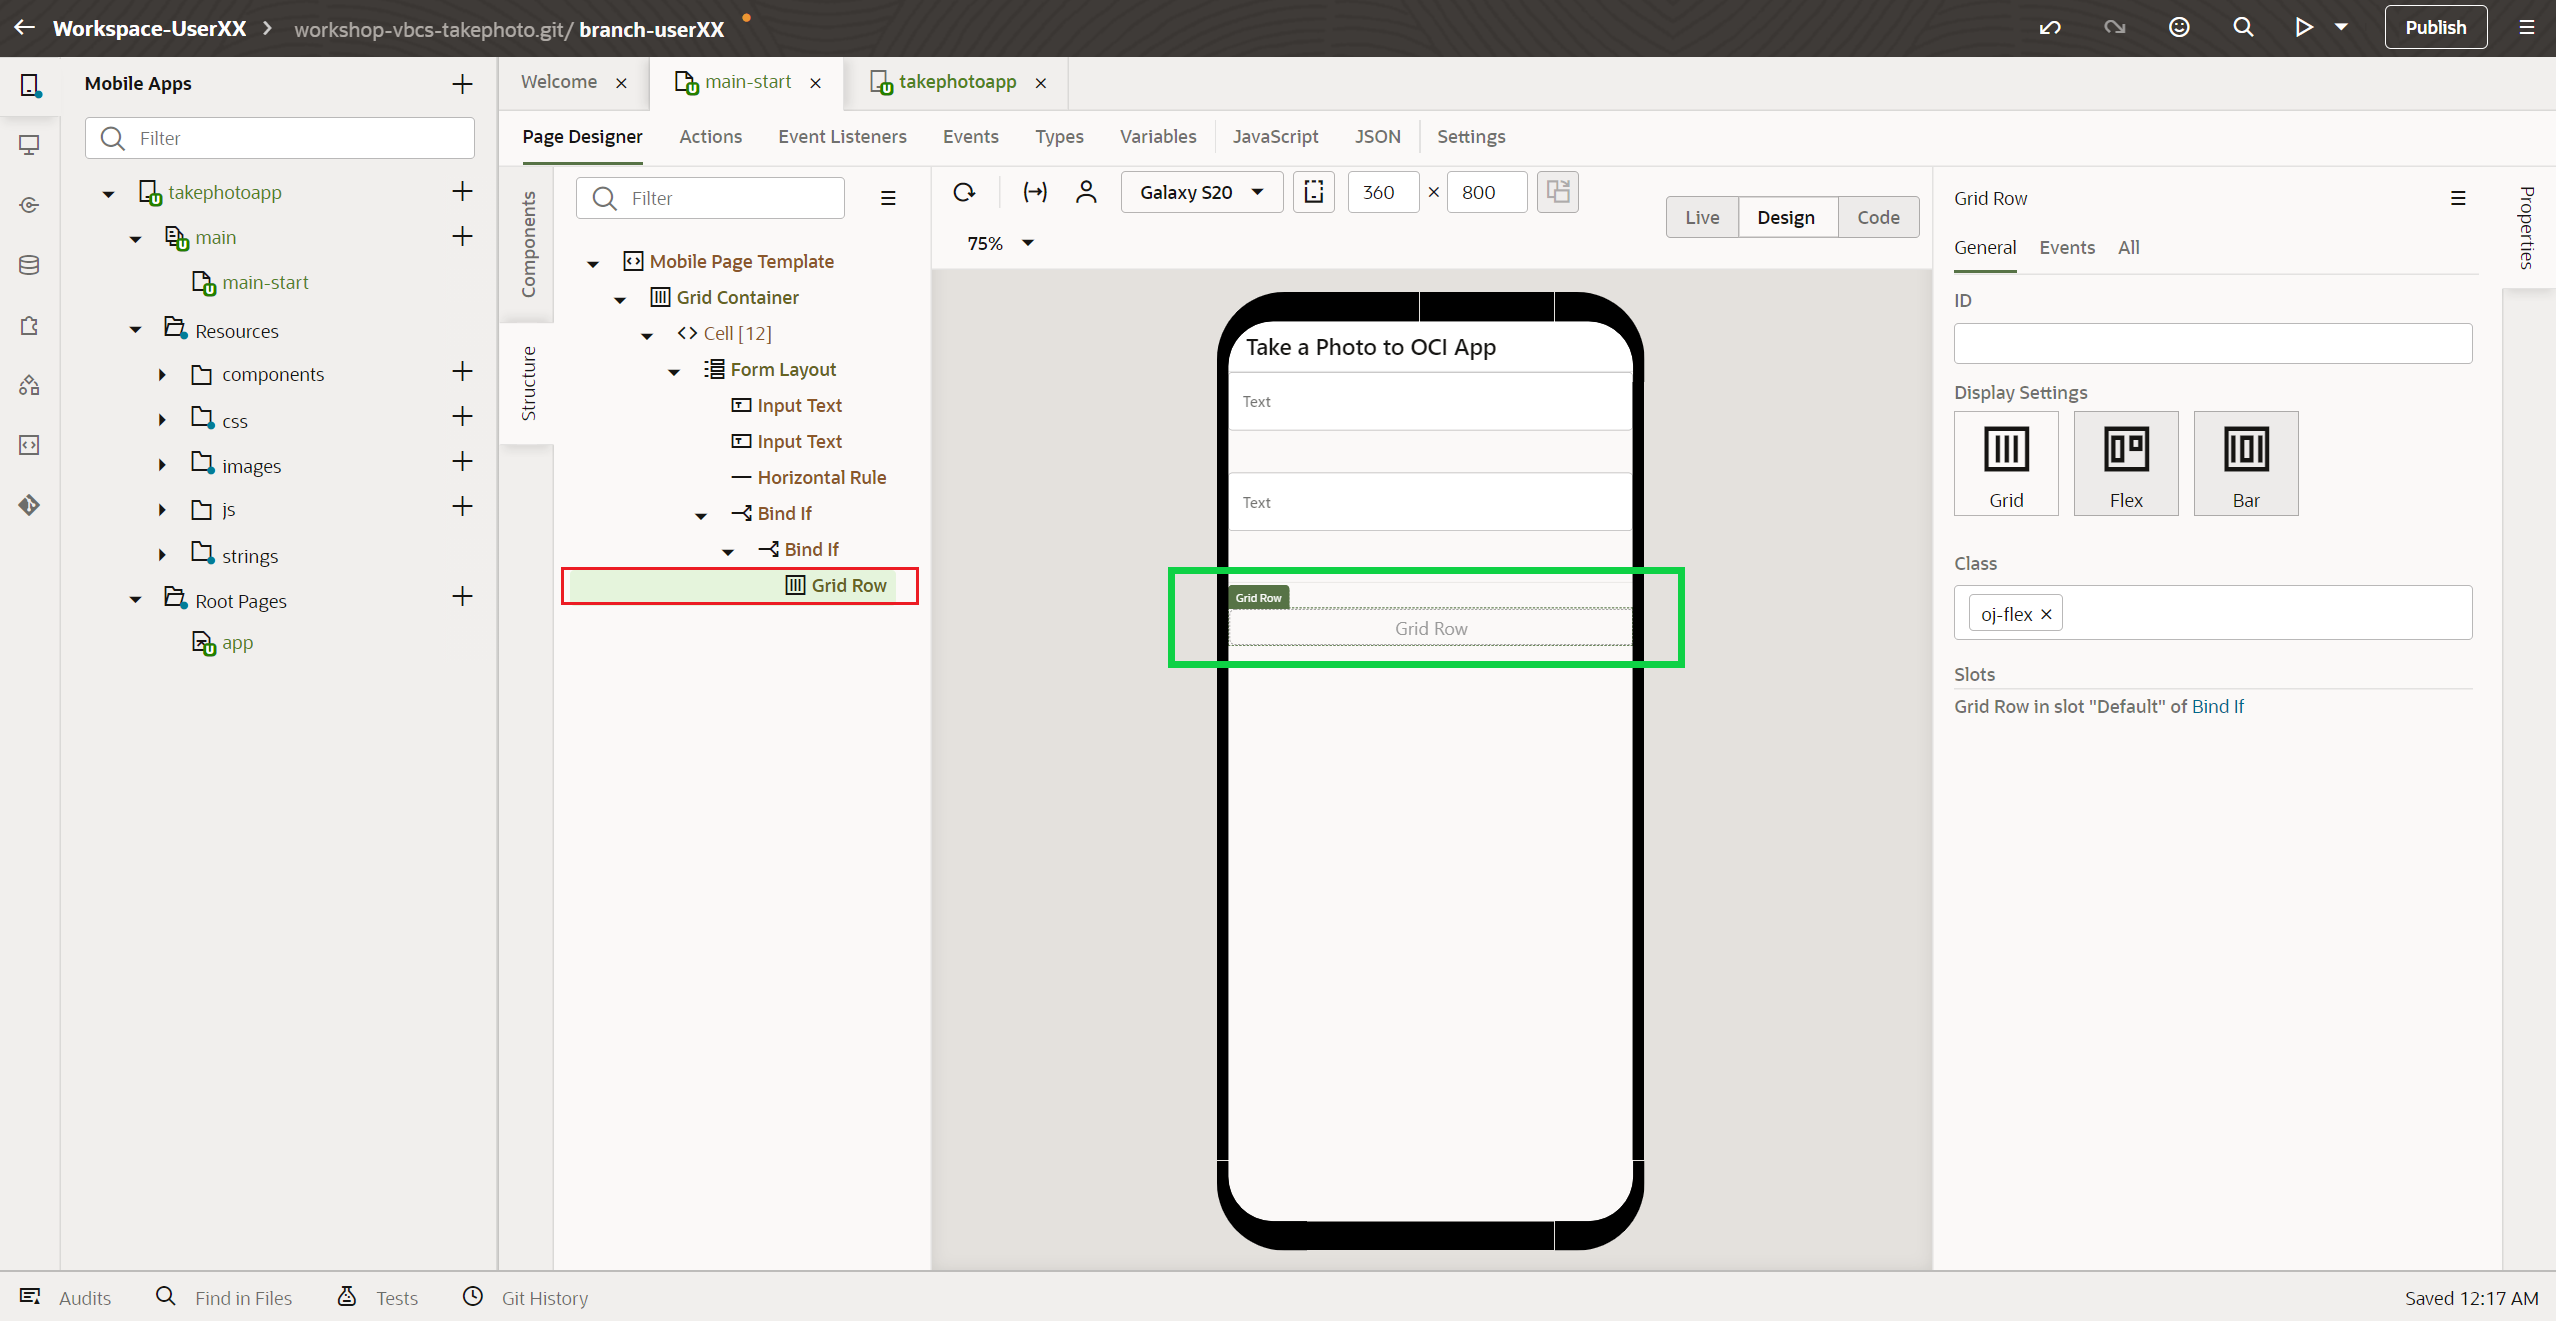 Workspace-UserXX workshop-vbcs-takephoto.git/ branch-userXX
Publish
Mobile Apps
Filter
takephotoapp
main
main-start
Resources
components
css
images
js
strings
Root Pages
app
Welcome
main-start
takephotoapp
Page Designer Actions Event Listeners Events Types Variables JavaScript JSON Settings
Components
Structure
Filter
Mobile Page Template
Grid Container
Cell [12]
Form Layout
Input Text
Input Text
Horizontal Rule
Bind If
Bind If
Grid Row
Galaxy S20 360 × 800
75%
Live Design Code
Take a Photo to OCI App
Text
Text
Grid Row
Grid Row
Grid Row
General Events All
ID
Display Settings
Grid Flex Bar
Class
oj-flex
Slots
Grid Row in slot "Default" of Bind If
Properties
Audits Find in Files Tests Git History
Saved 12:17 AM